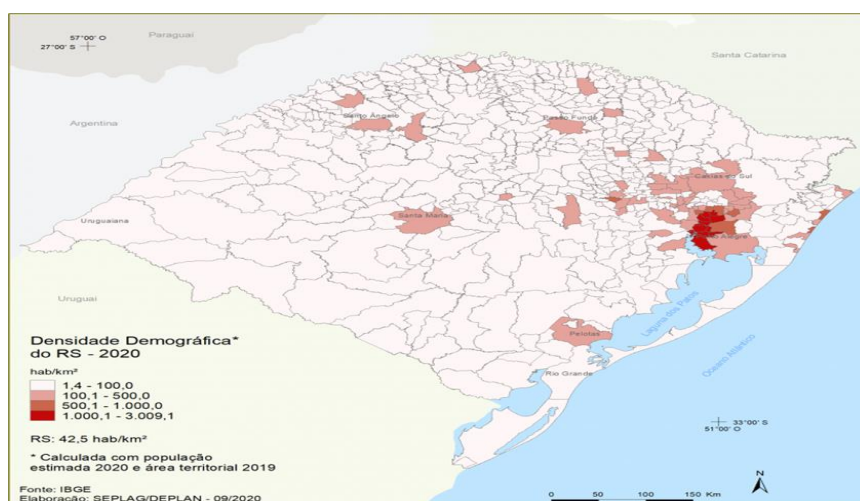 Paraguai
57°00' O
27°00' S
Santa Catarina
Argentina
Santo Ângelo
Passo Fundo
Caxias do Sul
Santa Maria
Uruguaiana
Alegre
Uruguai
Laguna dos Patos
Pelotas
Oceano Atlântico
Rio Grande
Densidade Demográfica*
do RS - 2020
hab/km²
1,4 - 100,0
100,1 - 500,0
500,1 - 1.000,0
1.000,1 - 3.009,1
RS: 42,5 hab/km²
* Calculada com população
estimada 2020 e área territorial 2019
Fonte: IBGE
Elaboração: SEPLAG/DEPLAN - 09/2020
33°00' S
51°00' O
N
0 50 100 150 Km